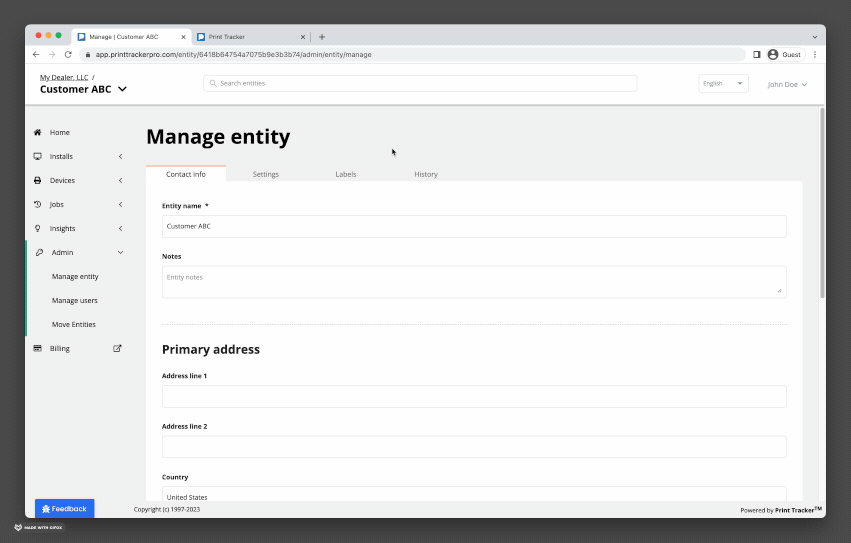 Manage | Customer ABC
Print Tracker
app.printtrackerpro.com/entity/6418b64754a7075b9e3b3b74/admin/entity/manage
Guest
My Dealer, LLC /
Customer ABC
Search entities
English
John Doe
Home
Installs
Devices
Jobs
Insights
Admin
Manage entity
Manage users
Move Entities
Billing
Manage entity
Contact info
Settings
Labels
History
Entity name *
Customer ABC
Notes
Entity notes
Primary address
Address line 1
Address line 2
Country
United States
Feedback
Copyright (c) 1997-2023
Powered by Print Tracker™
MADE WITH GIFOX